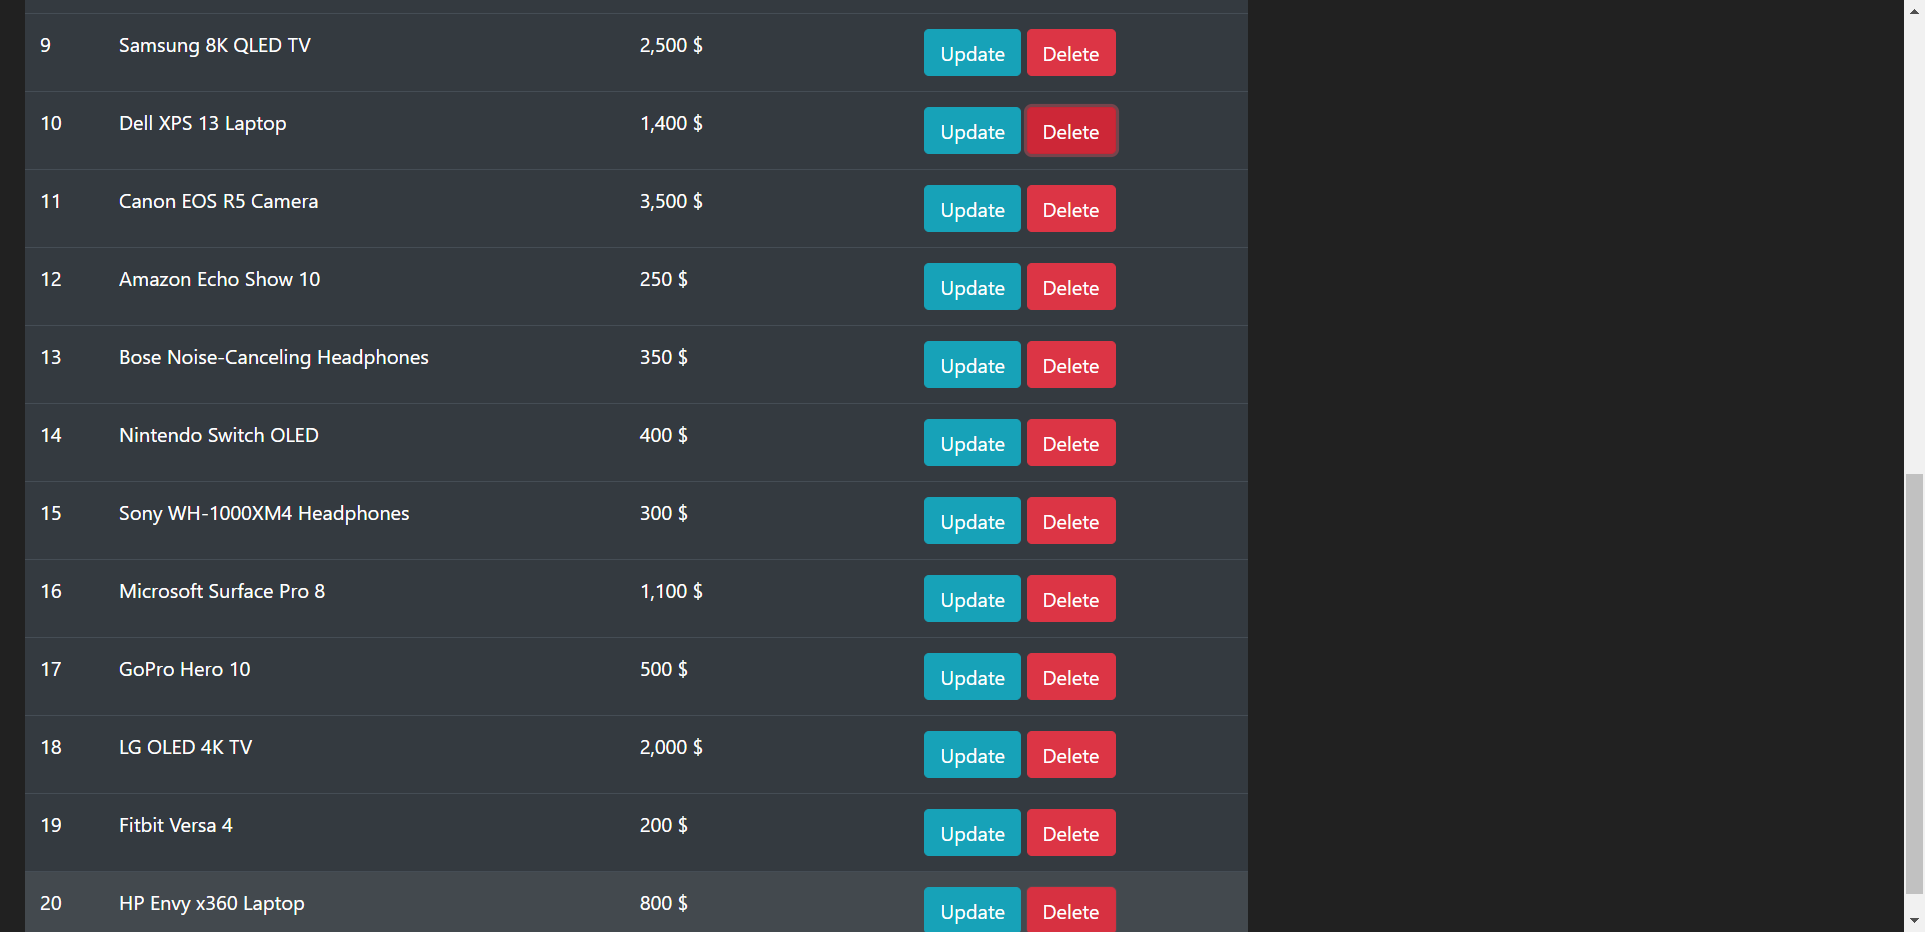 9 Samsung 8K QLED TV 2,500 $ Update Delete
10 Dell XPS 13 Laptop 1,400 $ Update Delete
11 Canon EOS R5 Camera 3,500 $ Update Delete
12 Amazon Echo Show 10 250 $ Update Delete
13 Bose Noise-Canceling Headphones 350 $ Update Delete
14 Nintendo Switch OLED 400 $ Update Delete
15 Sony WH-1000XM4 Headphones 300 $ Update Delete
16 Microsoft Surface Pro 8 1,100 $ Update Delete
17 GoPro Hero 10 500 $ Update Delete
18 LG OLED 4K TV 2,000 $ Update Delete
19 Fitbit Versa 4 200 $ Update Delete
20 HP Envy x360 Laptop 800 $ Update Delete